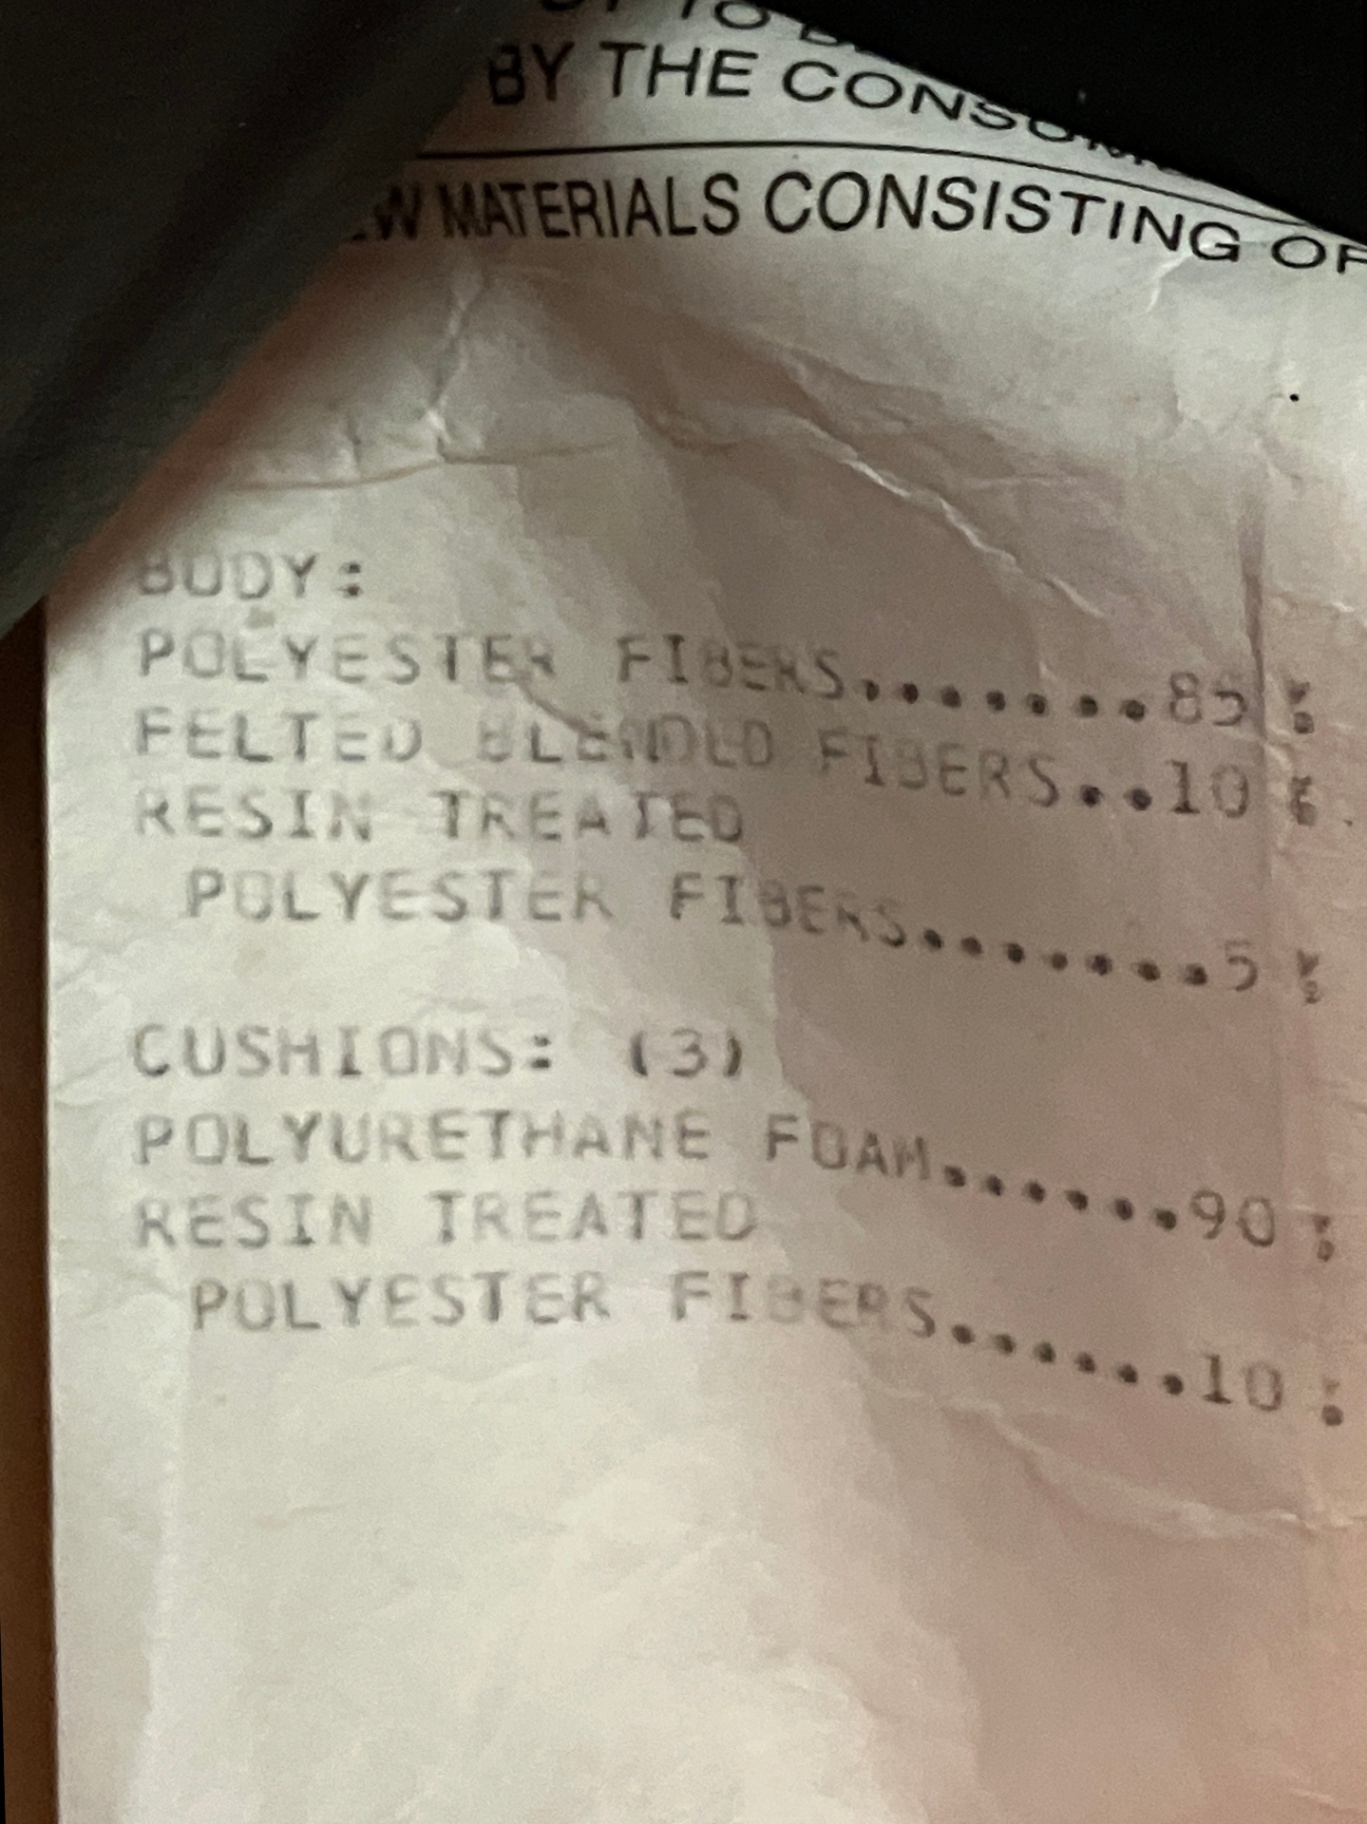 BY THE
MATERIALS CONSISTING OF
BODY:
POLYESTER FIBERS.......85%
FELTED BLENDED FIBERS..10%
RESIN TREATED
POLYESTER FIBERS.......5%
CUSHIONS: (3)
POLYURETHANE FOAM......90%
RESIN TREATED
POLYESTER FIBERS......10%